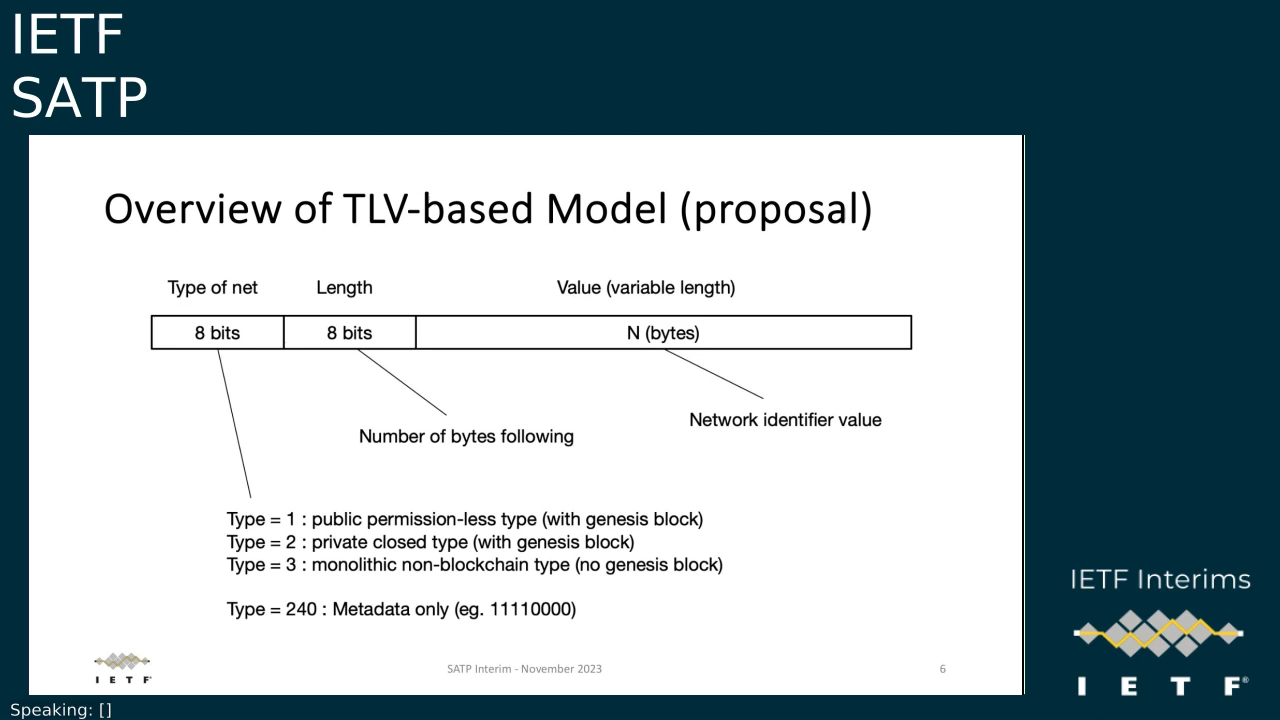 IETF
SATP
Overview of TLV-based Model (proposal)
Type of net Length Value (variable length)
8 bits 8 bits N (bytes)
Network identifier value
Number of bytes following
Type = 1 : public permission-less type (with genesis block)
Type = 2 : private closed type (with genesis block)
Type = 3 : monolithic non-blockchain type (no genesis block)
Type = 240 : Metadata only (eg. 11110000)
I E T F
SATP Interim - November 2023
6
IETF Interims
I E T F®
Speaking: []